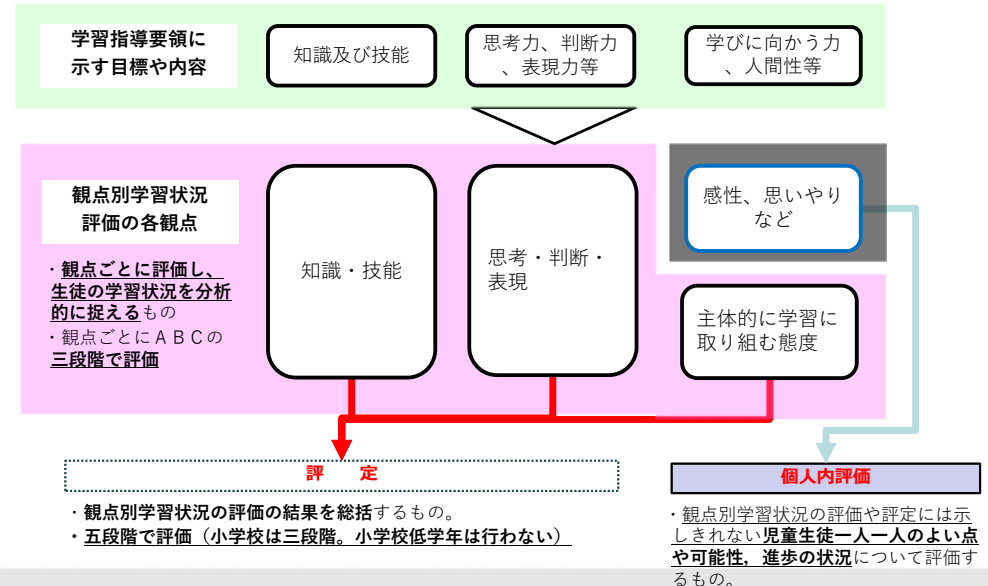 学習指導要領に
示す目標や内容
知識及び技能
思考力、判断力
、表現力等
学びに向かう力
、人間性等
観点別学習状況
評価の各観点
・観点ごとに評価し、
生徒の学習状況を分析
的に捉えるもの
・観点ごとにＡＢＣの
三段階で評価
知識・技能
思考・判断・
表現
感性、思いやり
など
主体的に学習に
取り組む態度
評　定
・観点別学習状況の評価の結果を総括するもの。
・五段階で評価（小学校は三段階。小学校低学年は行わない）
個人内評価
・観点別学習状況の評価や評定には示
しきれない児童生徒一人一人のよい点
や可能性，進歩の状況について評価す
るもの。